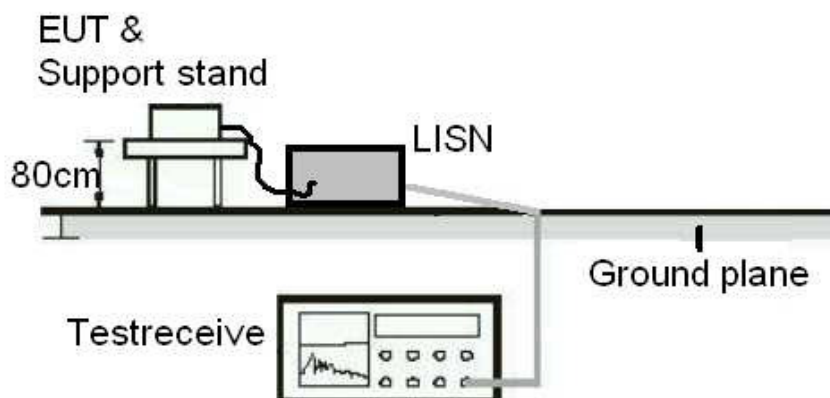 EUT &
Support stand
LISN
80cm
Ground plane
Testreceive